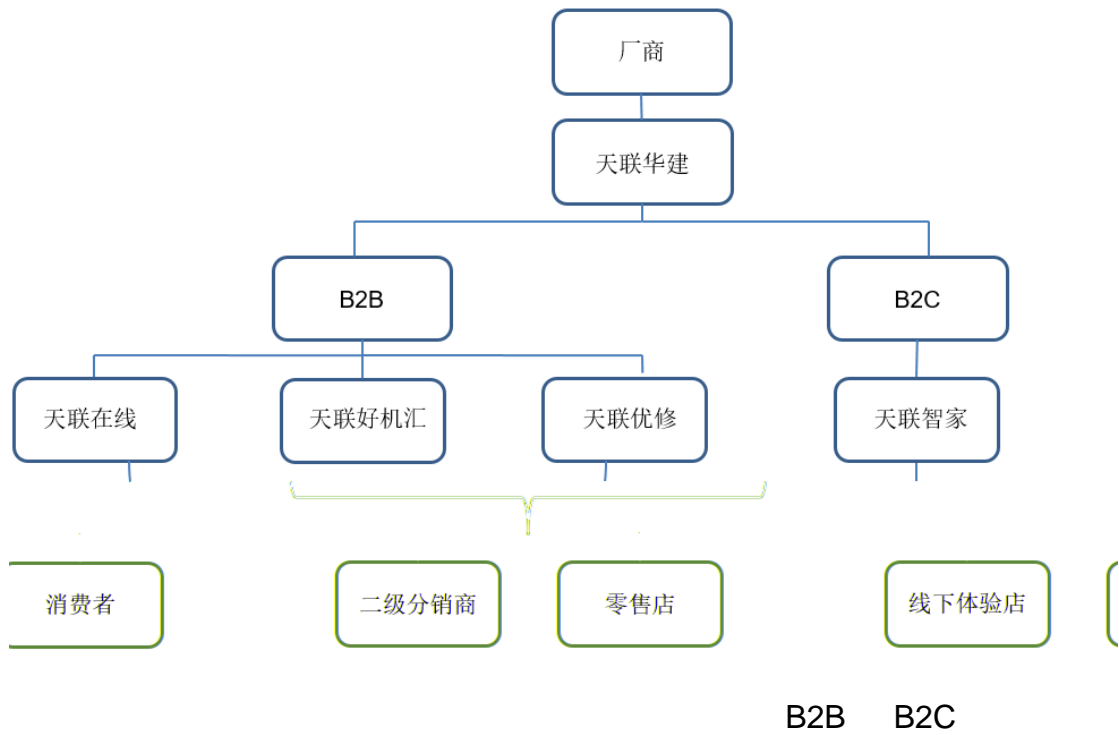 厂商
天联华建
B2B
B2C
天联在线
天联好机汇
天联优修
天联智家
消费者
二级分销商
零售店
线下体验店
B2B B2C